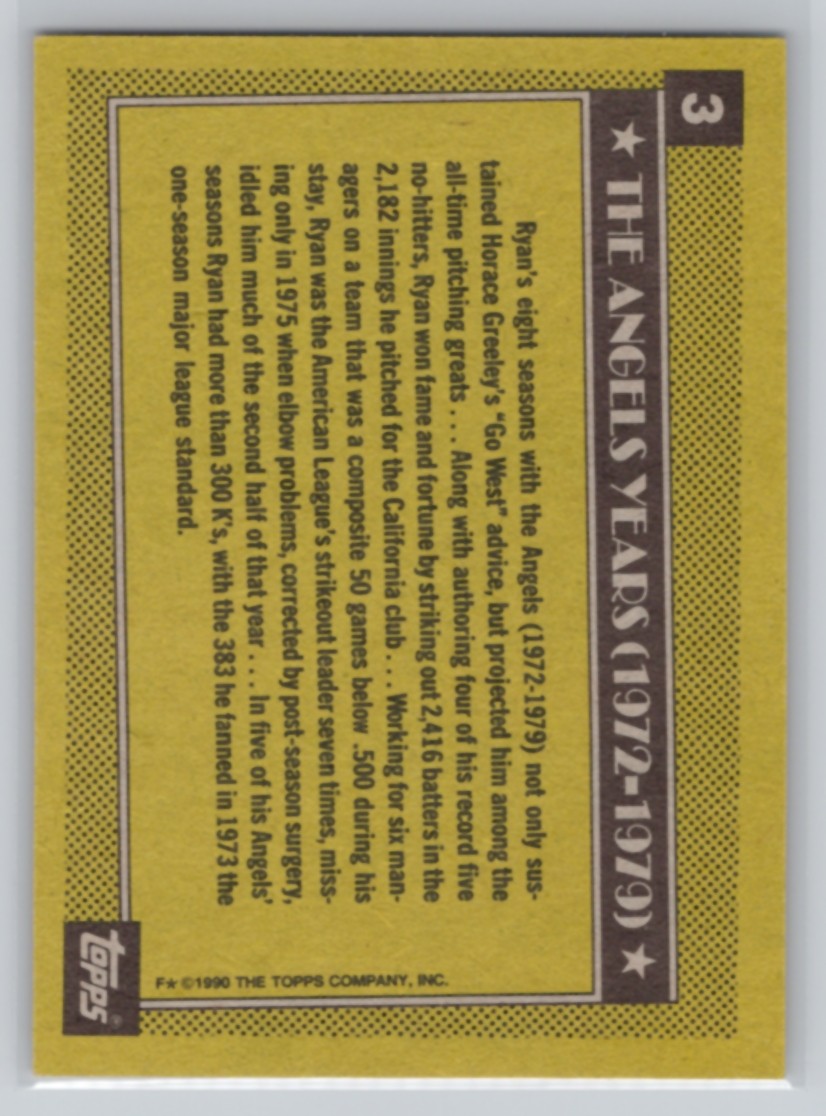 3
★ THE ANGELS YEARS (1972-1979) ★
Ryan's eight seasons with the Angels (1972-1979) not only sus-
tained Horace Greeley's "Go West" advice, but projected him among the
all-time pitching greats . . . Along with authoring four of his record five
no-hitters, Ryan won fame and fortune by striking out 2,416 batters in the
2,182 innings he pitched for the California club . . . Working for six man-
agers on a team that was a composite 50 games below .500 during his
stay, Ryan was the American League's strikeout leader seven times, miss-
ing only in 1975 when elbow problems, corrected by post-season surgery,
idled him much of the second half of that year . . . In five of his Angels'
seasons Ryan had more than 300 K's, with the 383 he fanned in 1973 the
one-season major league standard.
F★ ©1990 THE TOPPS COMPANY, INC.
topps®